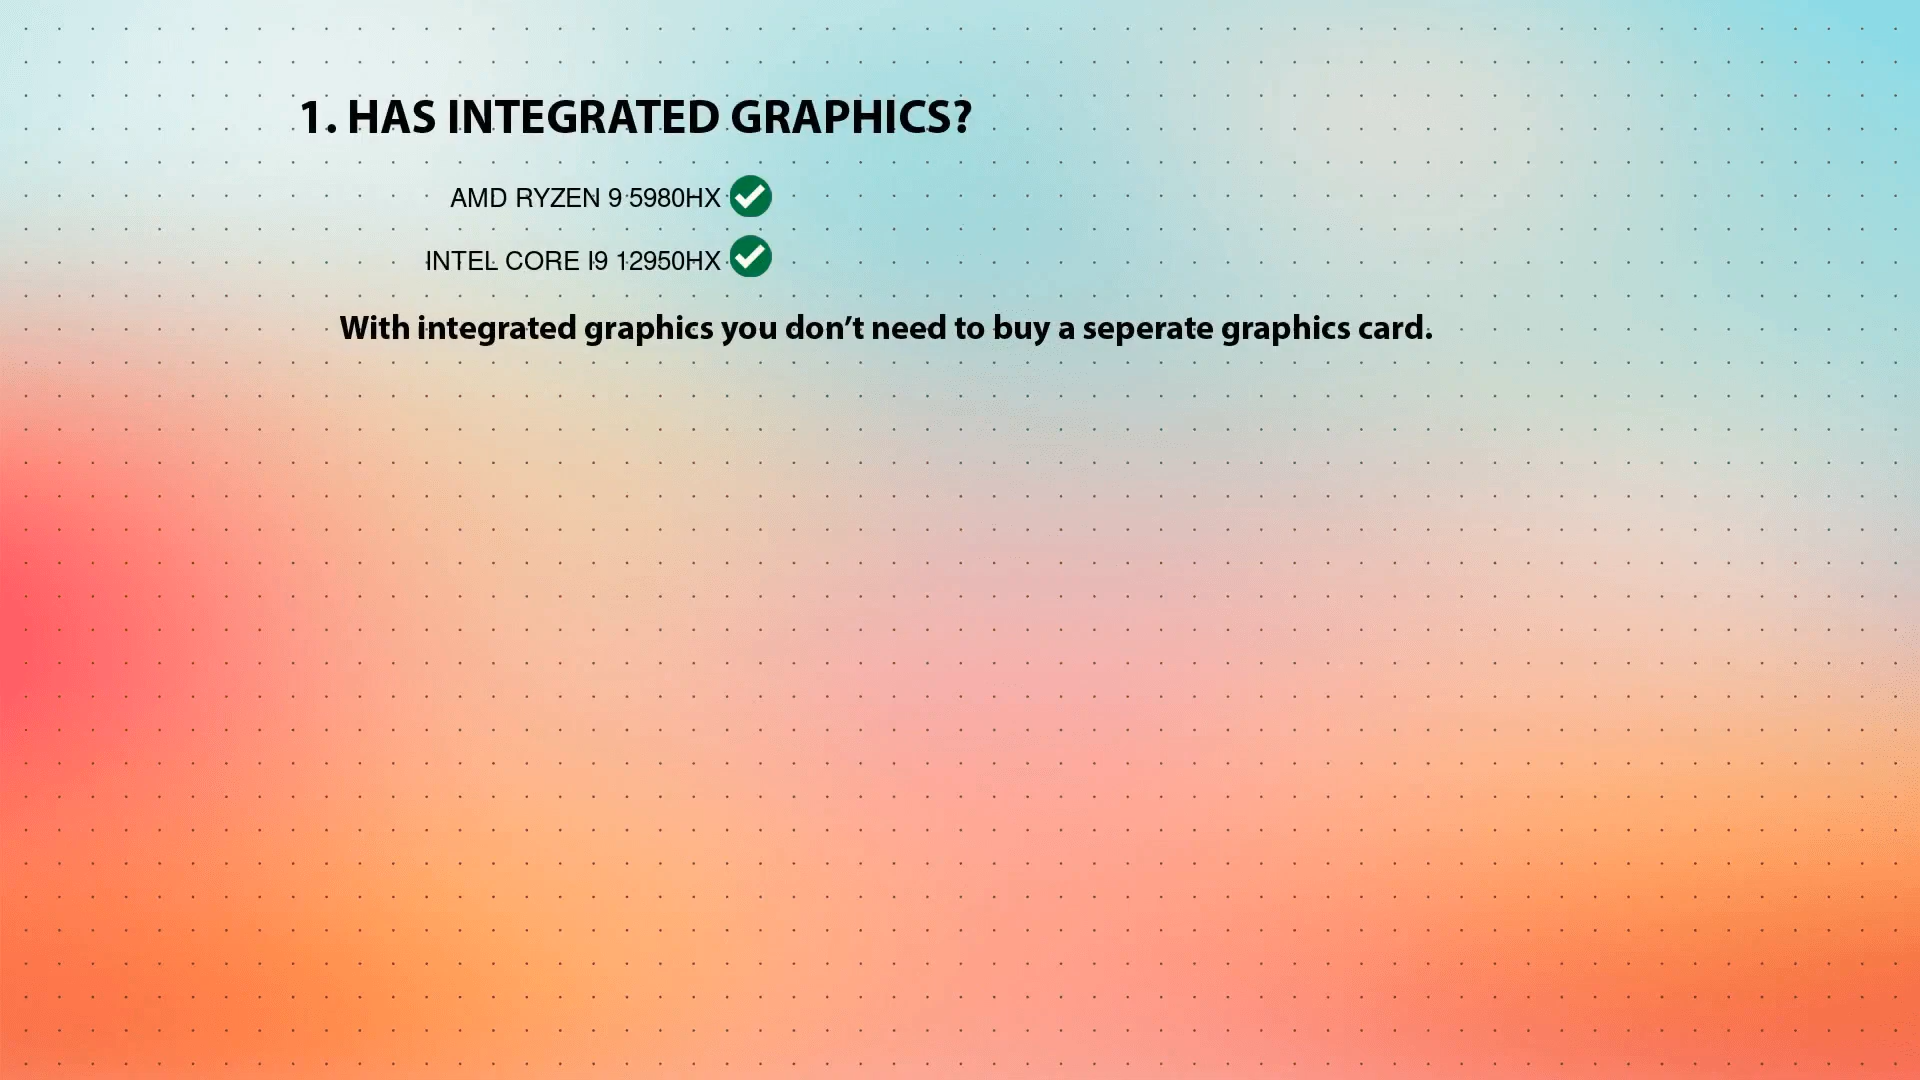 1. HAS INTEGRATED GRAPHICS?
AMD RYZEN 9 5980HX
INTEL CORE I9 12950HX
With integrated graphics you don’t need to buy a seperate graphics card.